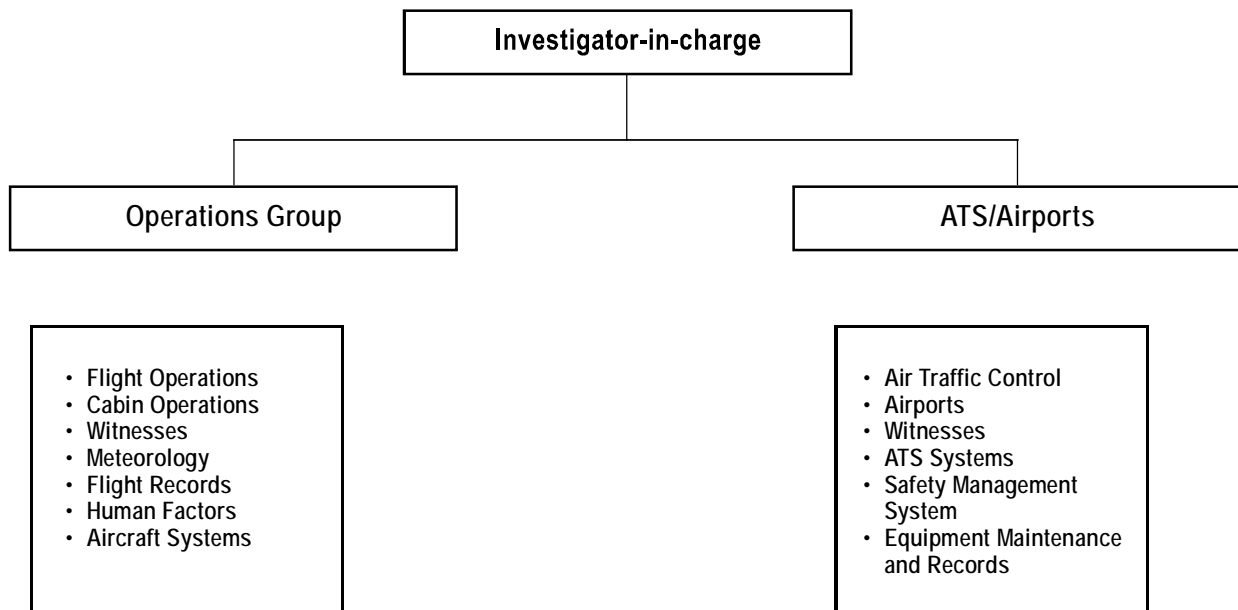 Investigator-in-charge
Operations Group
ATS/Airports
• Flight Operations
• Cabin Operations
• Witnesses
• Meteorology
• Flight Records
• Human Factors
• Aircraft Systems
• Air Traffic Control
• Airports
• Witnesses
• ATS Systems
• Safety Management
System
• Equipment Maintenance
and Records